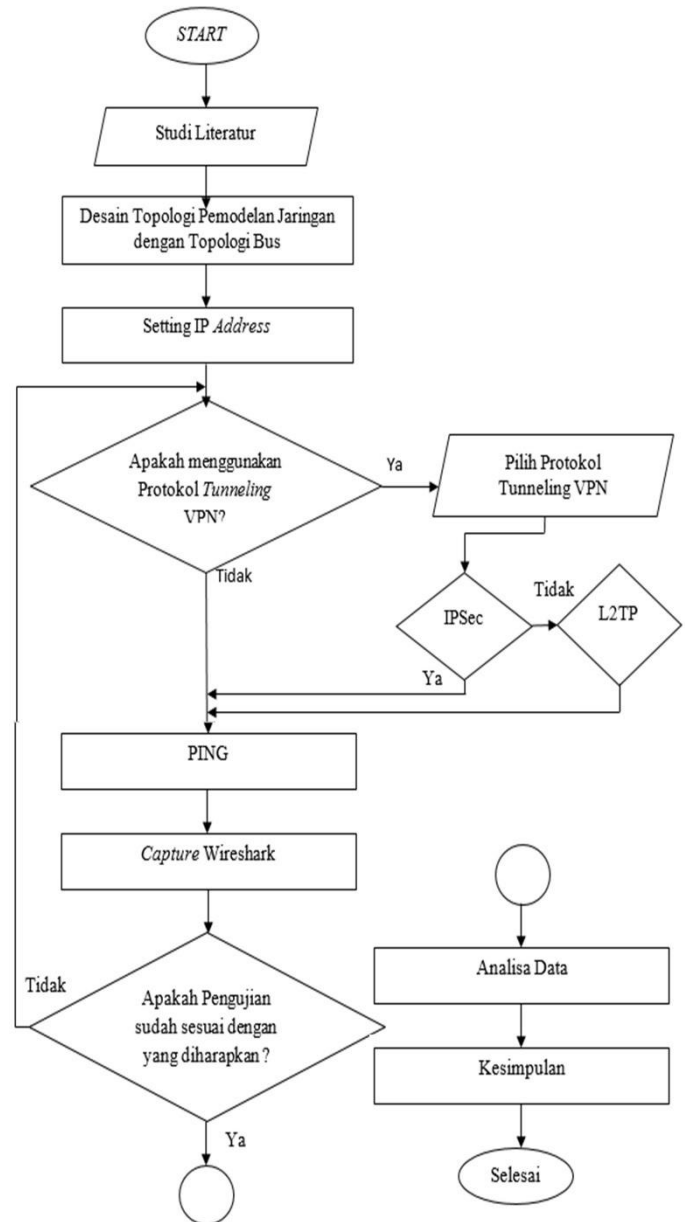 START
Studi Literatur
Desain Topologi Pemodelan Jaringan
dengan Topologi Bus
Setting IP Address
Apakah menggunakan
Protokol Tunneling
VPN?
Ya
Pilih Protokol
Tunneling VPN
Tidak
IPSec
Tidak
L2TP
Ya
PING
Capture Wireshark
Tidak
Apakah Pengujian
sudah sesuai dengan
yang diharapkan ?
Ya
Analisa Data
Kesimpulan
Selesai